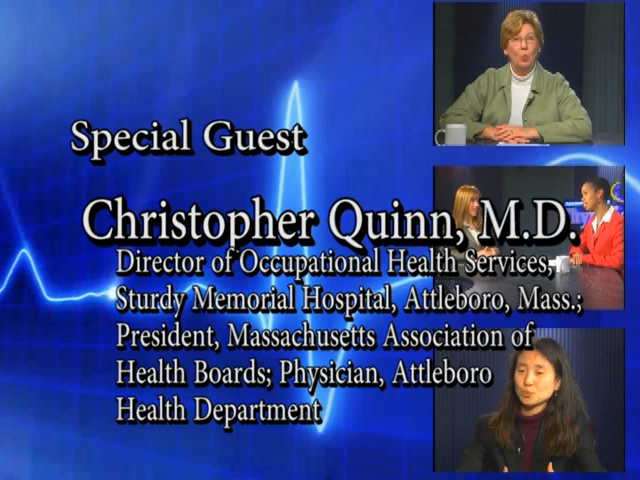 Special Guest
Christopher Quinn, M.D.
Director of Occupational Health Services,
Sturdy Memorial Hospital, Attleboro, Mass.;
President, Massachusetts Association of
Health Boards; Physician, Attleboro
Health Department